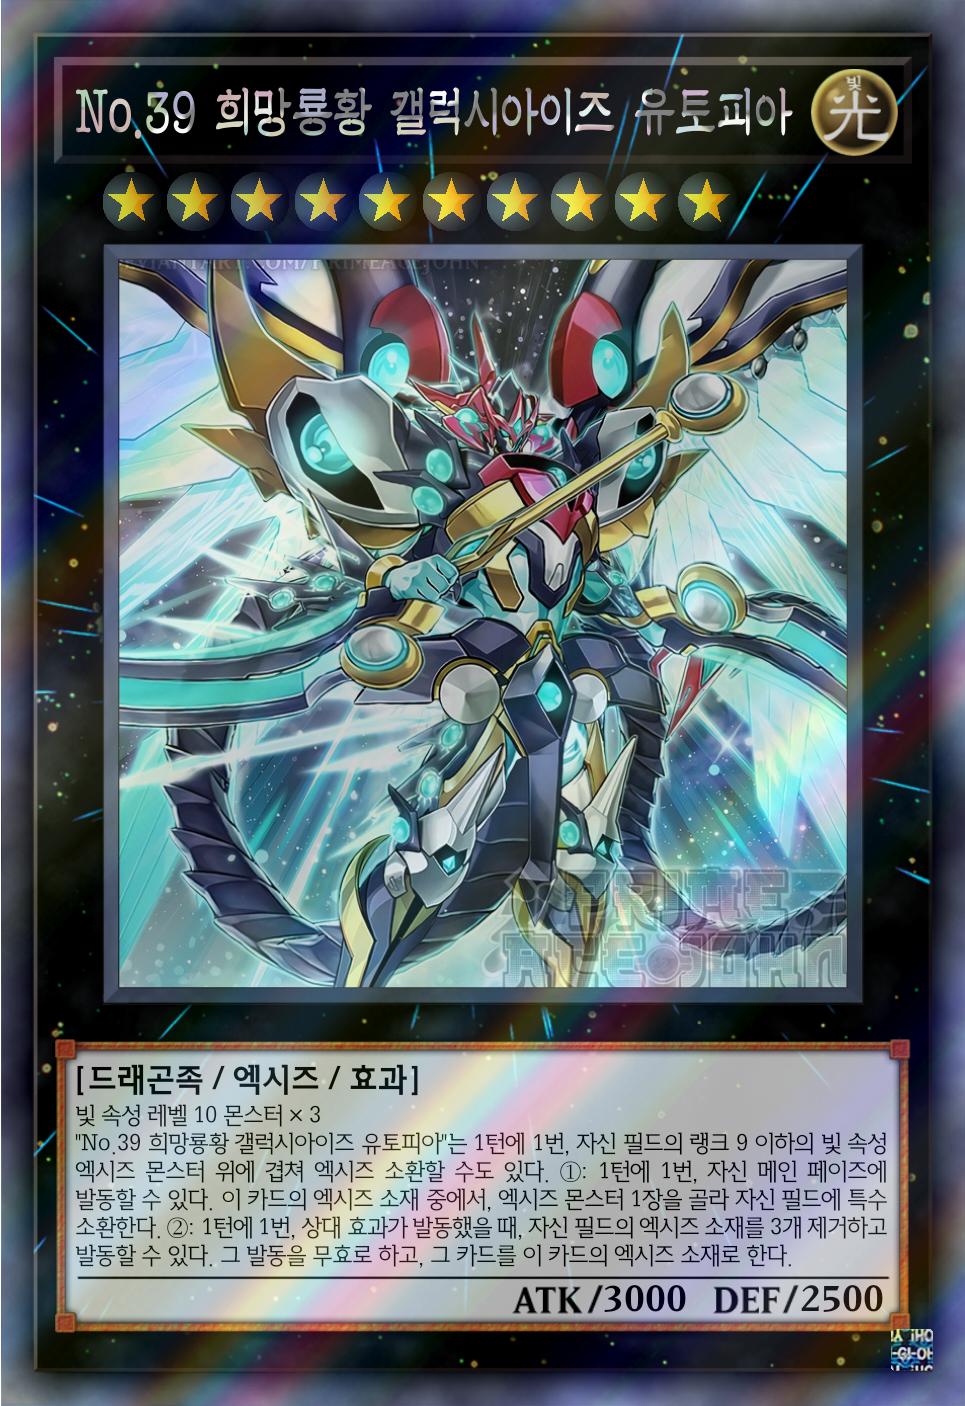 No.39 희망룡황 갤럭시아이즈 유토피아
빛
光
DEVIANTART.COM/PRIMEAGEJOHN
PRIME
AGE JOHN
[드래곤족 / 엑시즈 / 효과]
빛 속성 레벨 10 몬스터 × 3
"No.39 희망룡황 갤럭시아이즈 유토피아"는 1턴에 1번, 자신 필드의 랭크 9 이하의 빛 속성
엑시즈 몬스터 위에 겹쳐 엑시즈 소환할 수도 있다. ①: 1턴에 1번, 자신 메인 페이즈에
발동할 수 있다. 이 카드의 엑시즈 소재 중에서, 엑시즈 몬스터 1장을 골라 자신 필드에 특수
소환한다. ②: 1턴에 1번, 상대 효과가 발동했을 때, 자신 필드의 엑시즈 소재를 3개 제거하고
발동할 수 있다. 그 발동을 무효로 하고, 그 카드를 이 카드의 엑시즈 소재로 한다.
ATK/3000 DEF/2500